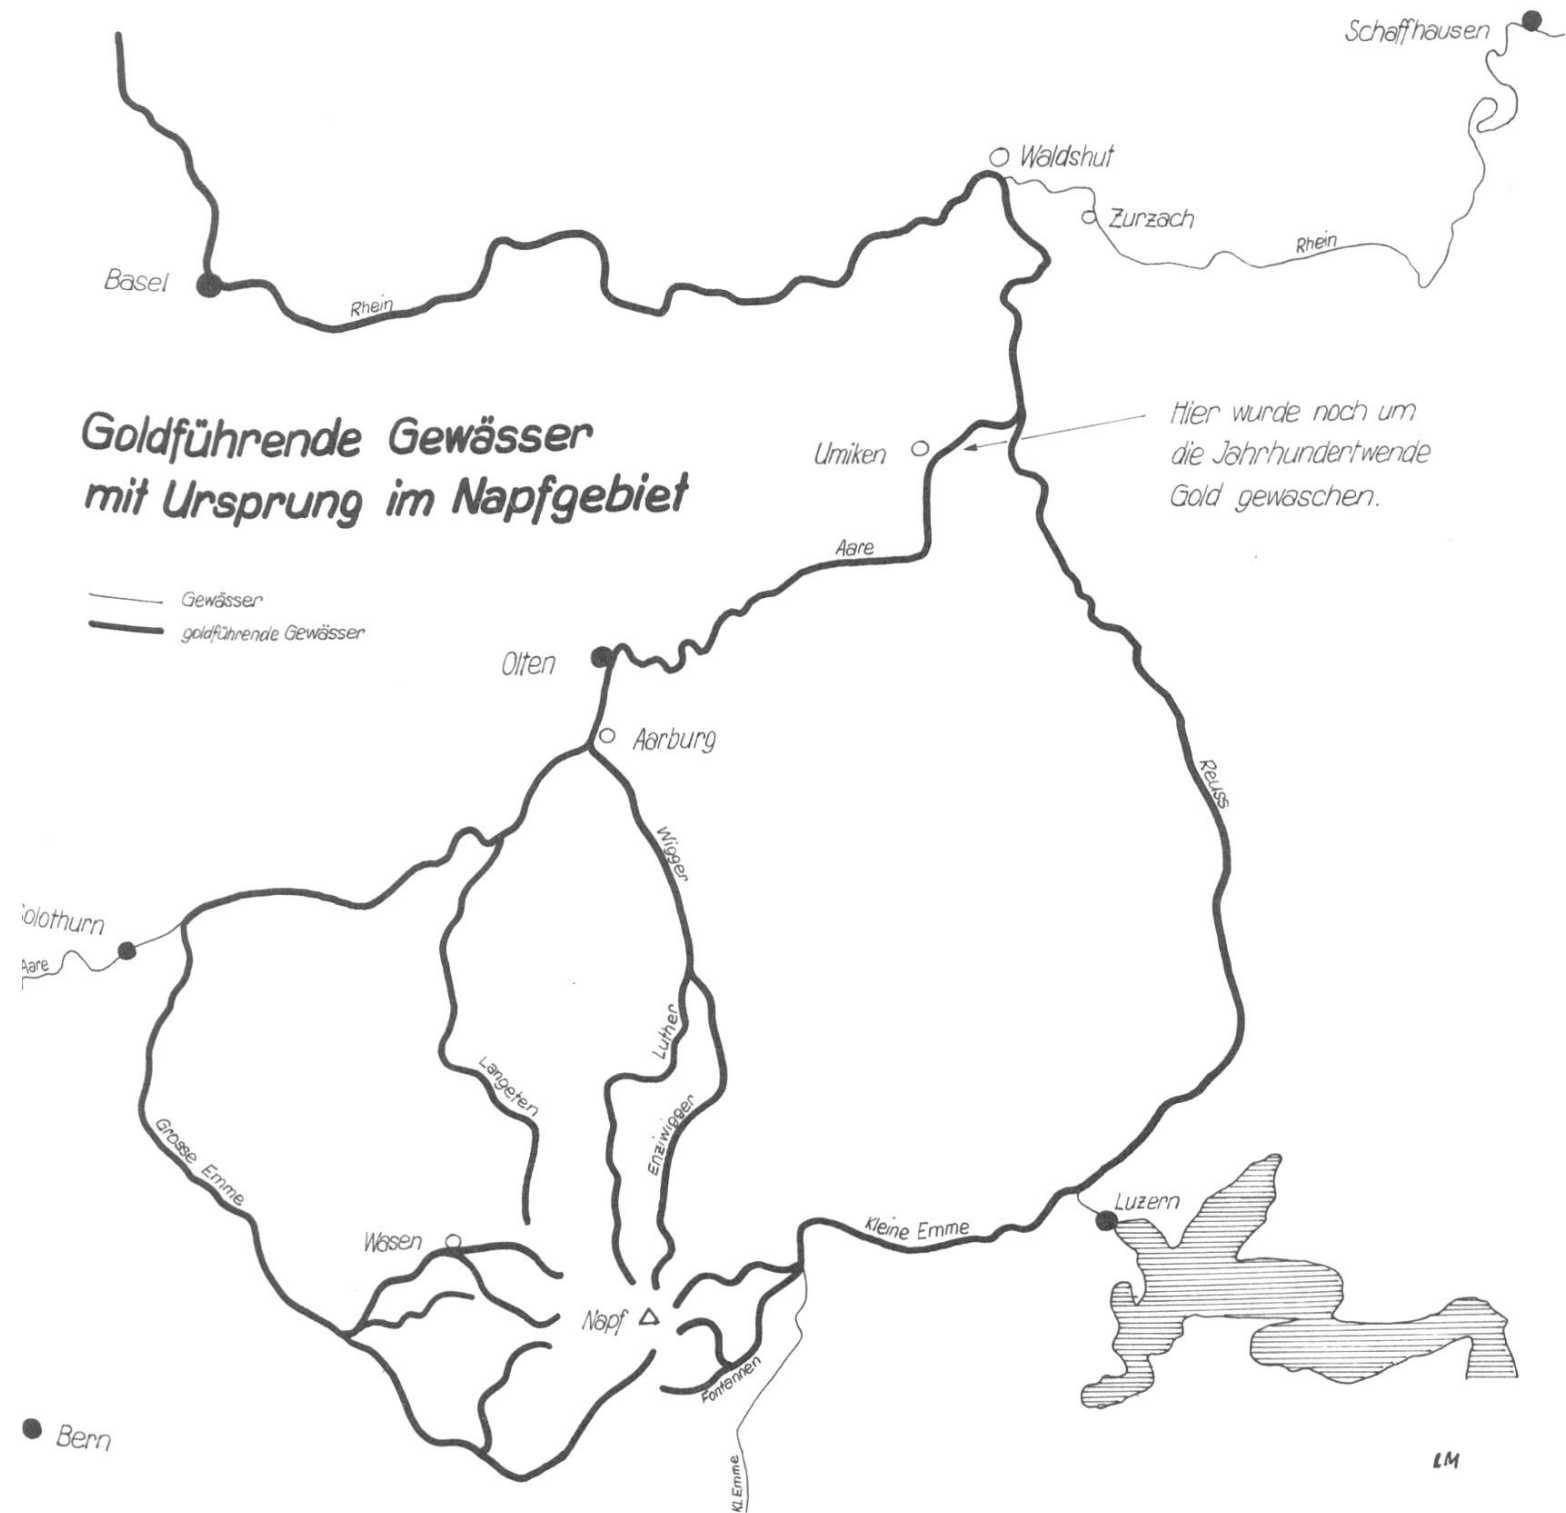 Schaffhausen
Waldshut
Zurzach
Rhein
Basel
Rhein
Goldführende Gewässer
mit Ursprung im Napfgebiet
Hier wurde noch um
die Jahrhundertwende
Gold gewaschen.
Umiken
Aare
Gewässer
goldführende Gewässer
Olten
Aarburg
Reuss
Wigger
olothurn
Aare
Luther
Langeten
Enziwigger
Grosse Emme
Luzern
Wasen
Kleine Emme
Napf
Fontannen
Bern
Kl. Emme
LM